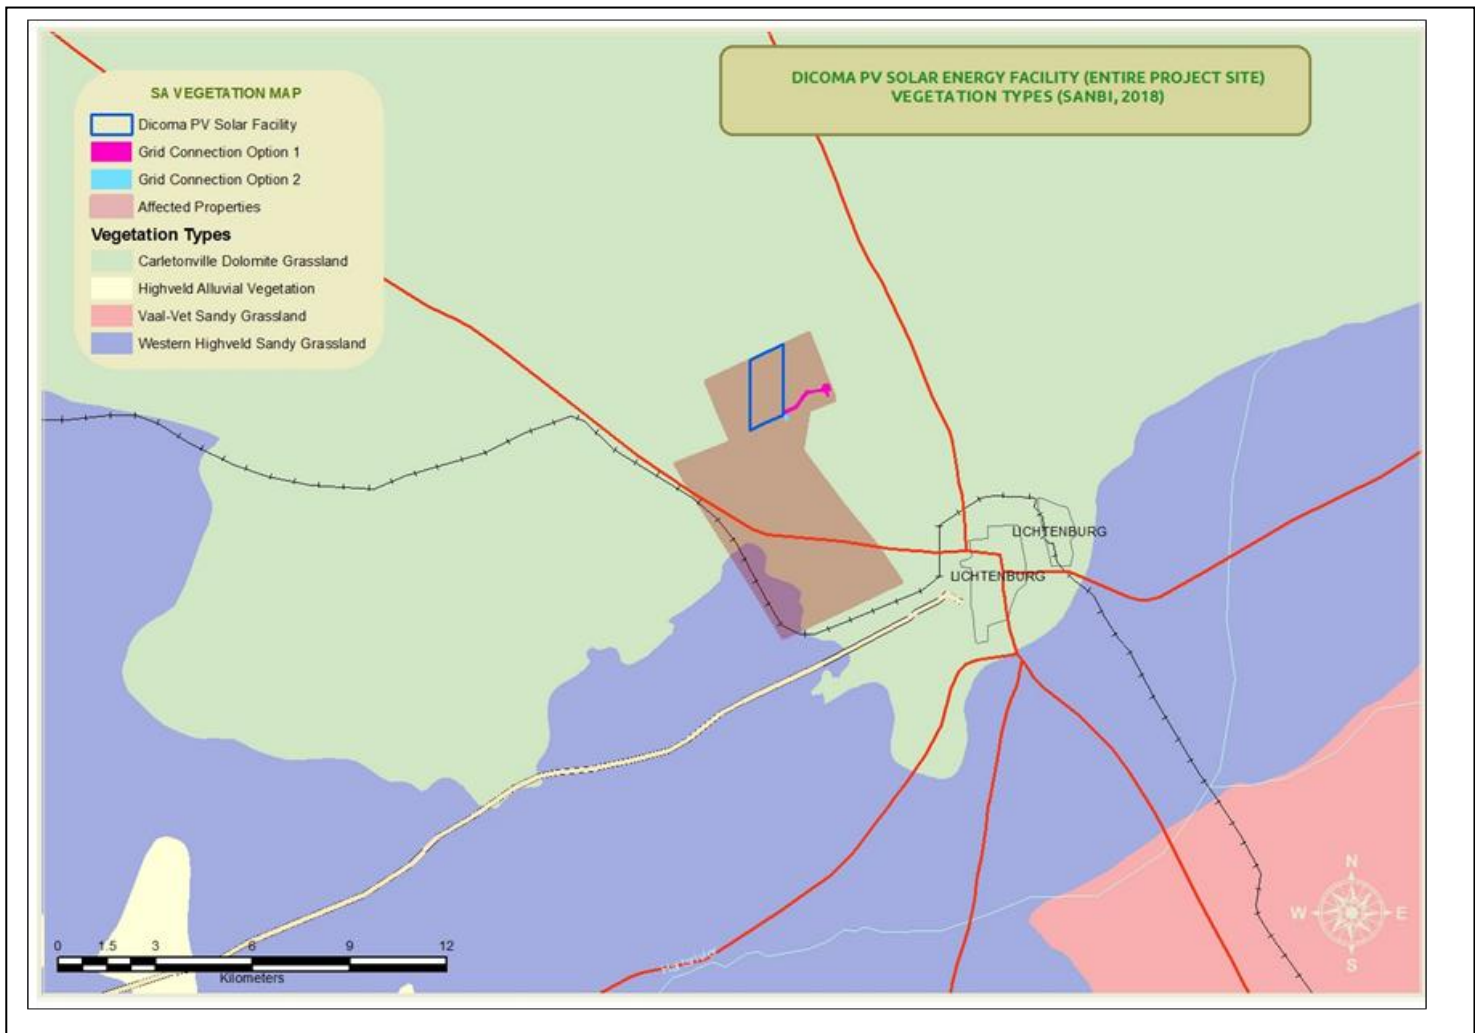 DICOMA PV SOLAR ENERGY FACILITY (ENTIRE PROJECT SITE)
VEGETATION TYPES (SANBI, 2018)
SA VEGETATION MAP
Dicoma PV Solar Facility
Grid Connection Option 1
Grid Connection Option 2
Affected Properties
Vegetation Types
Carletonville Dolomite Grassland
Highveld Alluvial Vegetation
Vaal-Vet Sandy Grassland
Western Highveld Sandy Grassland
LICHTENBURG
LICHTENBURG
N
W
E
S
0 1.5 3 6 9 12
Kilometers